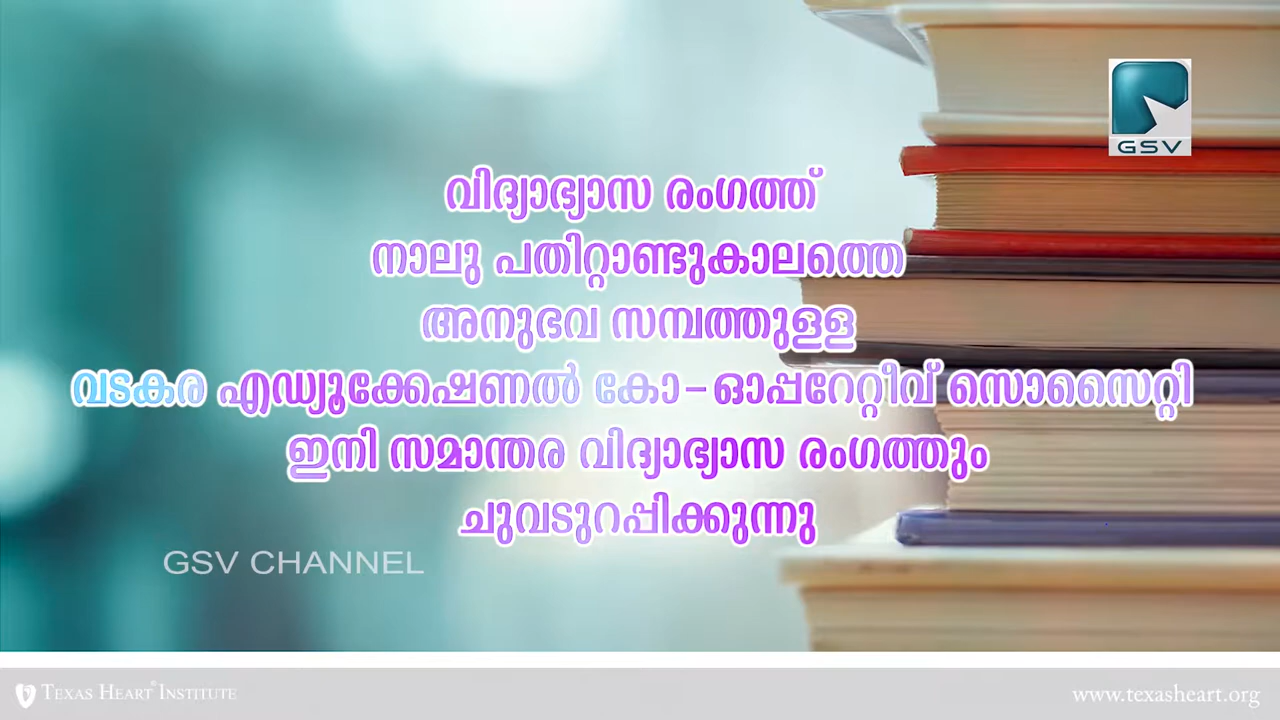 GSV
വിദ്യാഭ്യാസ രംഗത്ത്
നാലു പതിറ്റാണ്ടുകാലത്തെ
അനുഭവ സമ്പത്തുളള
വടകര എഡ്യൂക്കേഷണൽ കോ-ഓപ്പറേറ്റീവ് സൊസൈറ്റി
ഇനി സമാന്തര വിദ്യാഭ്യാസ രംഗത്തും
ചുവടുറപ്പിക്കുന്നു
GSV CHANNEL
TEXAS HEART® INSTITUTE
www.texasheart.org